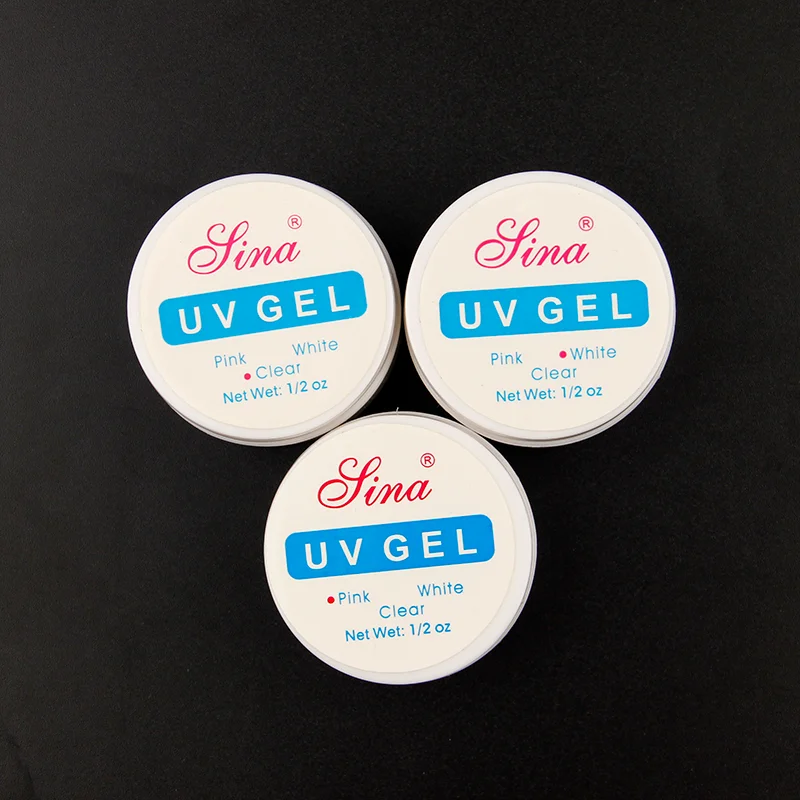 Sina ®
UV GEL
Pink White
• Clear
Net Wet: 1/2 oz
Sina ®
UV GEL
Pink • White
Clear
Net Wet: 1/2 oz
Sina ®
UV GEL
• Pink White
Clear
Net Wet: 1/2 oz